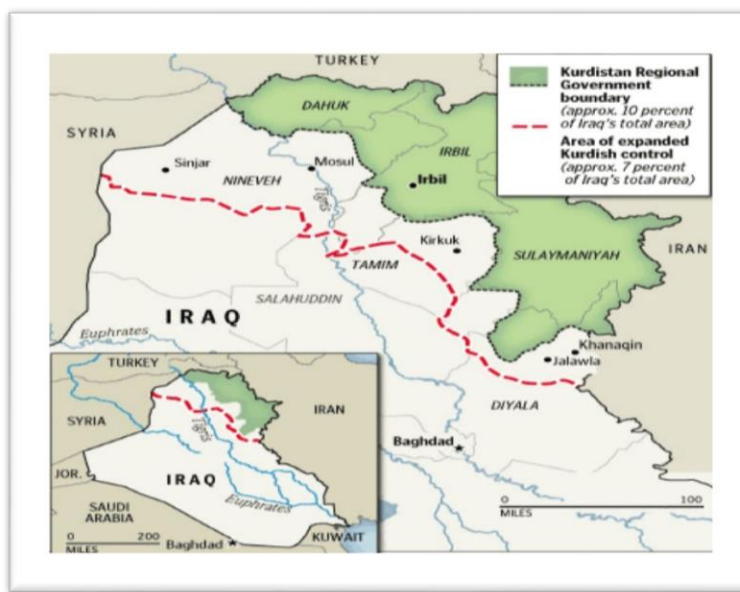 TURKEY
Kurdistan Regional
Government
boundary
(approx. 10 percent
of Iraq's total area)
Area of expanded
Kurdish control
(approx. 7 percent
of Iraq's total area)
DAHUK
SYRIA
IRBIL
Sinjar
Mosul
NINEVEH
Irbil
Tigris
Kirkuk
IRAN
SULAYMANIYAH
TAMIM
SALAHUDDIN
IRAQ
Euphrates
Khanaqin
Jalawla
DIYALA
Baghdad
0 100
MILES
TURKEY
SYRIA
IRAN
Tigris
JOR.
IRAQ
Euphrates
SAUDI
ARABIA
KUWAIT
0 200
MILES
Baghdad